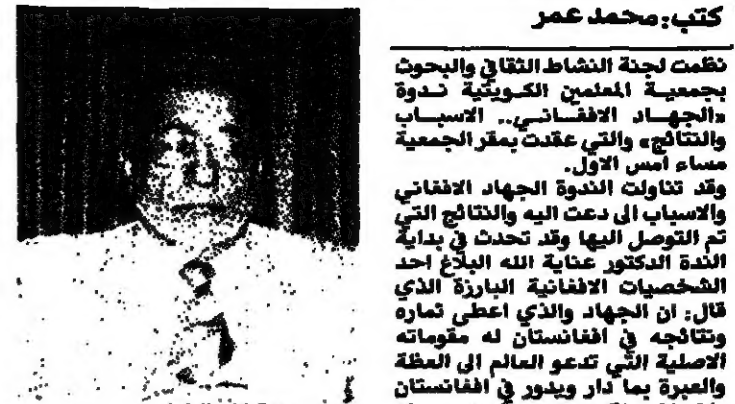 كتب: محمد عمر
نظمت لجنة النشاط الثقافي والبحوث
بجمعية المعلمين الكويتية ندوة
«الجهاد الافغاني.. الاسباب
والنتائج» والتي عقدت بمقر الجمعية
مساء امس الاول.
وقد تناولت الندوة الجهاد الافغاني
والاسباب الى دعت اليه والنتائج التي
تم التوصل اليها وقد تحدث في بداية
الندة الدكتور عناية الله البلاغ احد
الشخصيات الافغانية البارزة الذي
قال: ان الجهاد والذي اعطى ثماره
ونتائجه في افغانستان له مقوماته
الاصلية التي تدعو العالم الى العظة
والعبرة بما دار ويدور في افغانستان